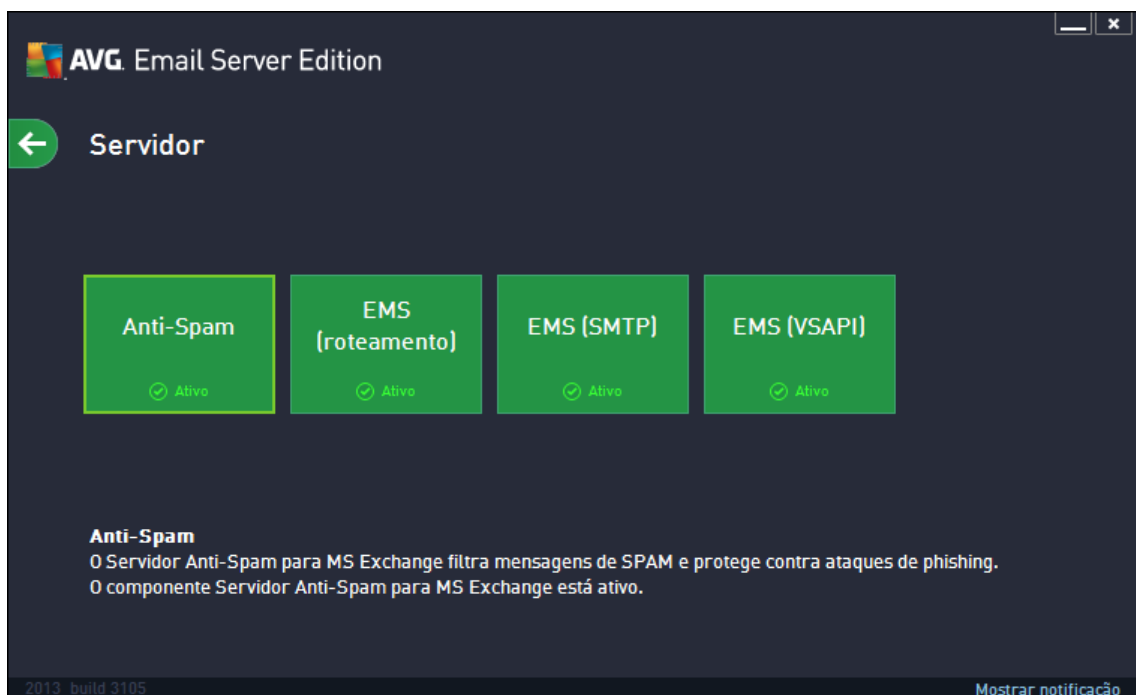 AVG. Email Server Edition
Servidor
Anti-Spam
Ativo
EMS
(roteamento)
Ativo
EMS (SMTP)
Ativo
EMS (VSAPI)
Ativo
Anti-Spam
O Servidor Anti-Spam para MS Exchange filtra mensagens de SPAM e protege contra ataques de phishing.
O componente Servidor Anti-Spam para MS Exchange está ativo.
2013 build 3105
Mostrar notificação